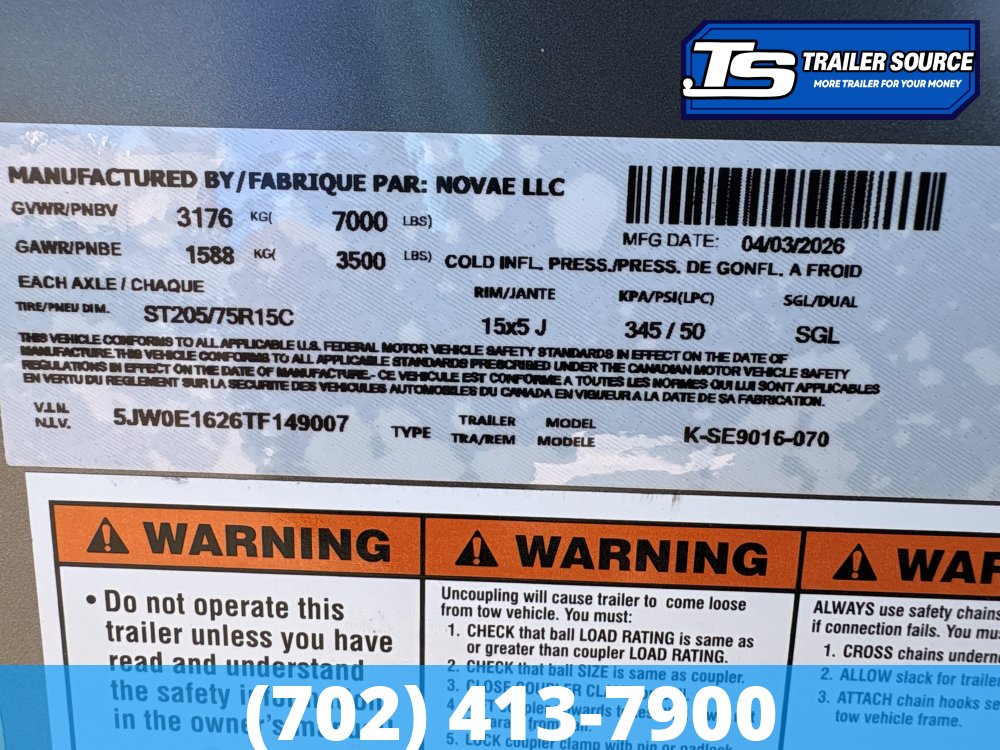 TS TRAILER SOURCE
MORE TRAILER FOR YOUR MONEY
MANUFACTURED BY/FABRIQUE PAR: NOVAE LLC
GVWR/PNBV 3176 KG( 7000 LBS)
MFG DATE: 04/03/2026
GAWR/PNBE 1588 KG( 3500 LBS) COLD INFL. PRESS./PRESS. DE GONFL. A FROID
EACH AXLE / CHAQUE RIM/JANTE KPA/PSI(LPC) SGL/DUAL
TIRE/PNEU DIM. ST205/75R15C 15x5 J 345 / 50 SGL
THIS VEHICLE CONFORMS TO ALL APPLICABLE U.S. FEDERAL MOTOR VEHICLE SAFETY STANDARDS IN EFFECT ON THE DATE OF
MANUFACTURE. THIS VEHICLE CONFORMS TO ALL APPLICABLE STANDARDS PRESCRIBED UNDER THE CANADIAN MOTOR VEHICLE SAFETY
REGULATIONS IN EFFECT ON THE DATE OF MANUFACTURE.- CE VEHICULE EST CONFORME A TOUTES LES NORMES QUI LUI SONT APPLICABLES
EN VERTU DU REGLEMENT SUR LA SECURITE DES VEHICULES AUTOMOBILES DU CANADA EN VIGUEUR A LA DATE DE SA FABRICATION.
V.I.N. 5JW0E1626TF149007 TYPE TRAILER MODEL K-SE9016-070
N.I.V. TRA/REM MODELE
WARNING
• Do not operate this
trailer unless you have
read and understand
the safety information
in the owner's manual
WARNING
Uncoupling will cause trailer to come loose
from tow vehicle. You must:
1. CHECK that ball LOAD RATING is same as
or greater than coupler LOAD RATING.
2. CHECK that ball SIZE is same as coupler.
3. CLOSE COUPLER
4.
5. LOCK coupler clamp with pin or padlock
WAR
ALWAYS use safety chains
if connection fails. You mu
1. CROSS chains undern
2. ALLOW slack for trailer
3. ATTACH chain hooks se
tow vehicle frame.
(702) 413-7900